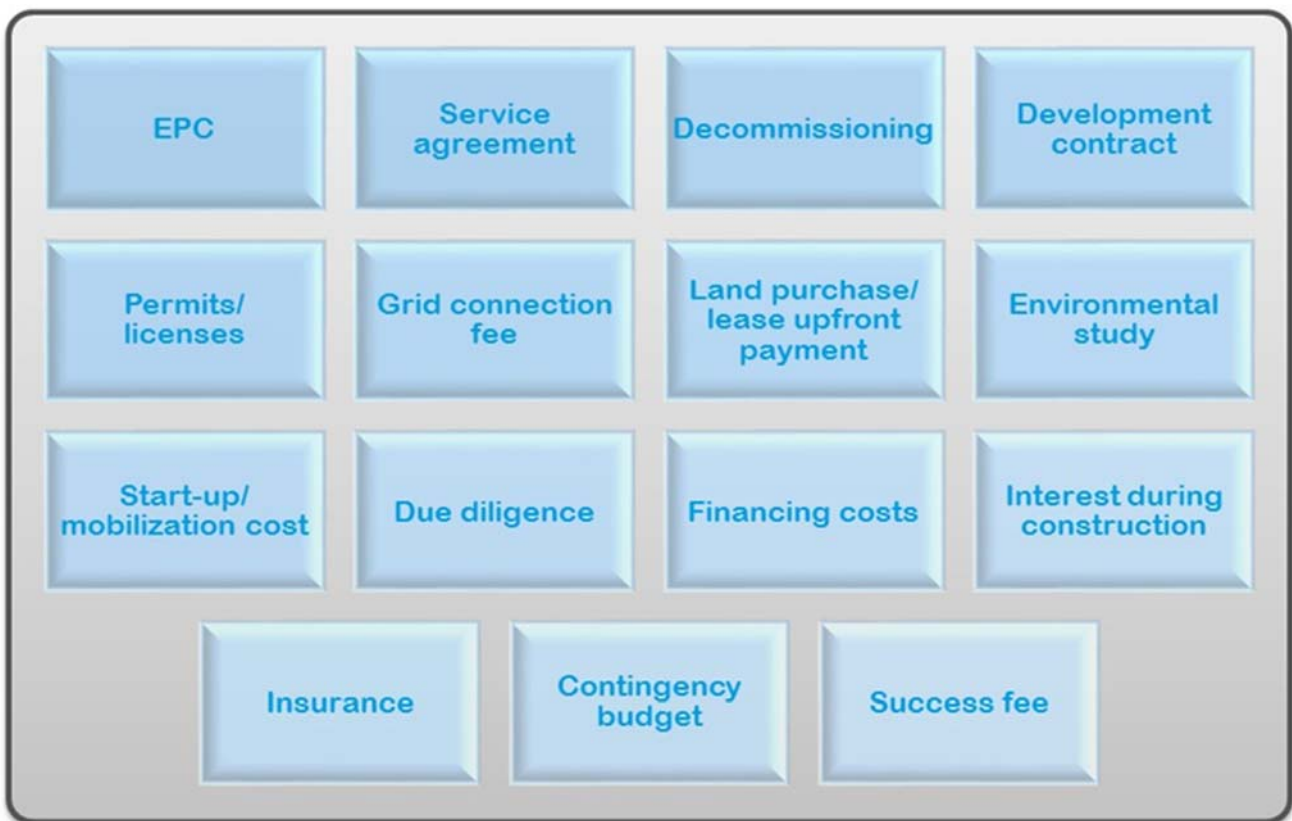 EPC
Service
agreement
Decommissioning
Development
contract
Permits/
licenses
Grid connection
fee
Land purchase/
lease upfront
payment
Environmental
study
Start-up/
mobilization cost
Due diligence
Financing costs
Interest during
construction
Insurance
Contingency
budget
Success fee